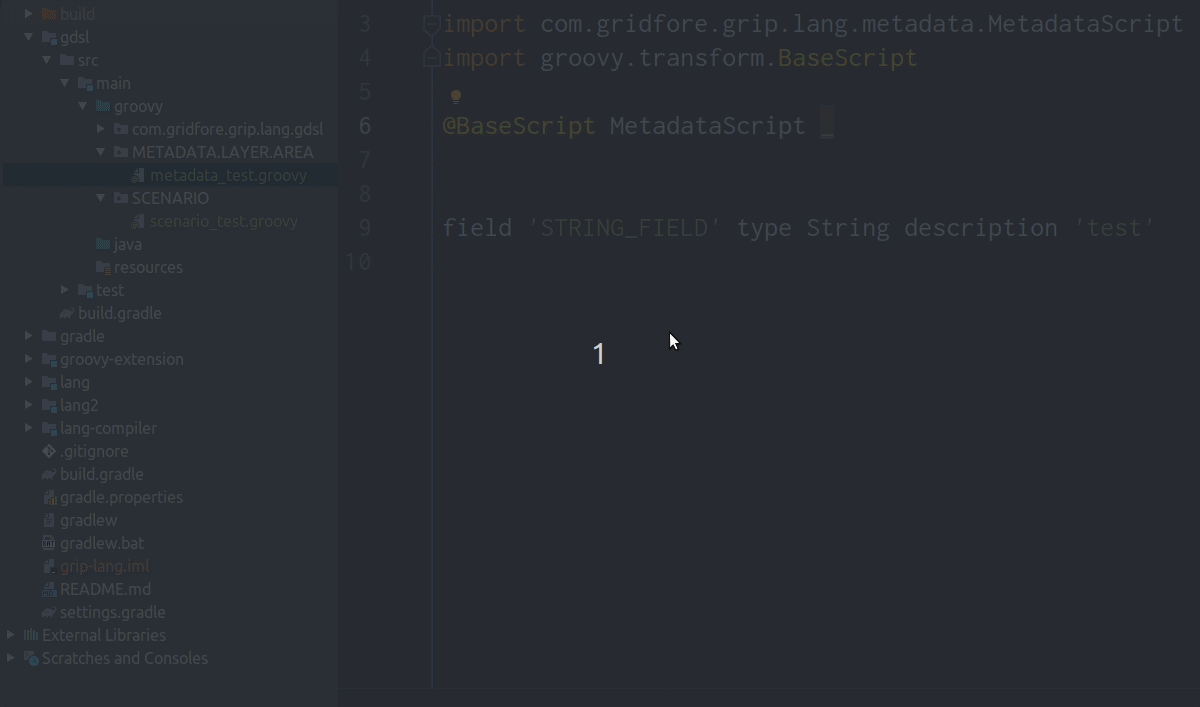 build
gdsl
src
main
groovy
com.gridfore.grip.lang.gdsl
METADATA.LAYER.AREA
metadata_test.groovy
SCENARIO
scenario_test.groovy
java
resources
test
build.gradle
gradle
groovy-extension
lang
lang2
lang-compiler
.gitignore
build.gradle
gradle.properties
gradlew
gradlew.bat
grip-lang.iml
README.md
settings.gradle
External Libraries
Scratches and Consoles
3 import com.gridfore.grip.lang.metadata.MetadataScript
4 import groovy.transform.BaseScript
5
6 @BaseScript MetadataScript _
7
8
9 field 'STRING_FIELD' type String description 'test'
10
1